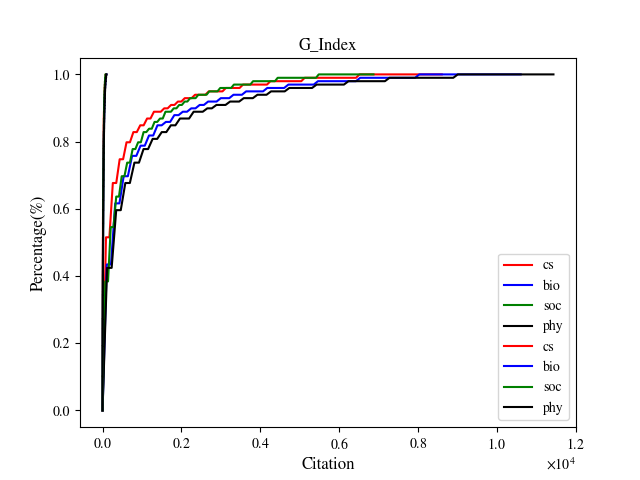 G_Index
Percentage(%)
1.0
0.8
0.6
0.4
0.2
0.0
cs
bio
soc
phy
cs
bio
soc
phy
0.0 0.2 0.4 0.6 0.8 1.0 1.2
Citation
×10⁴